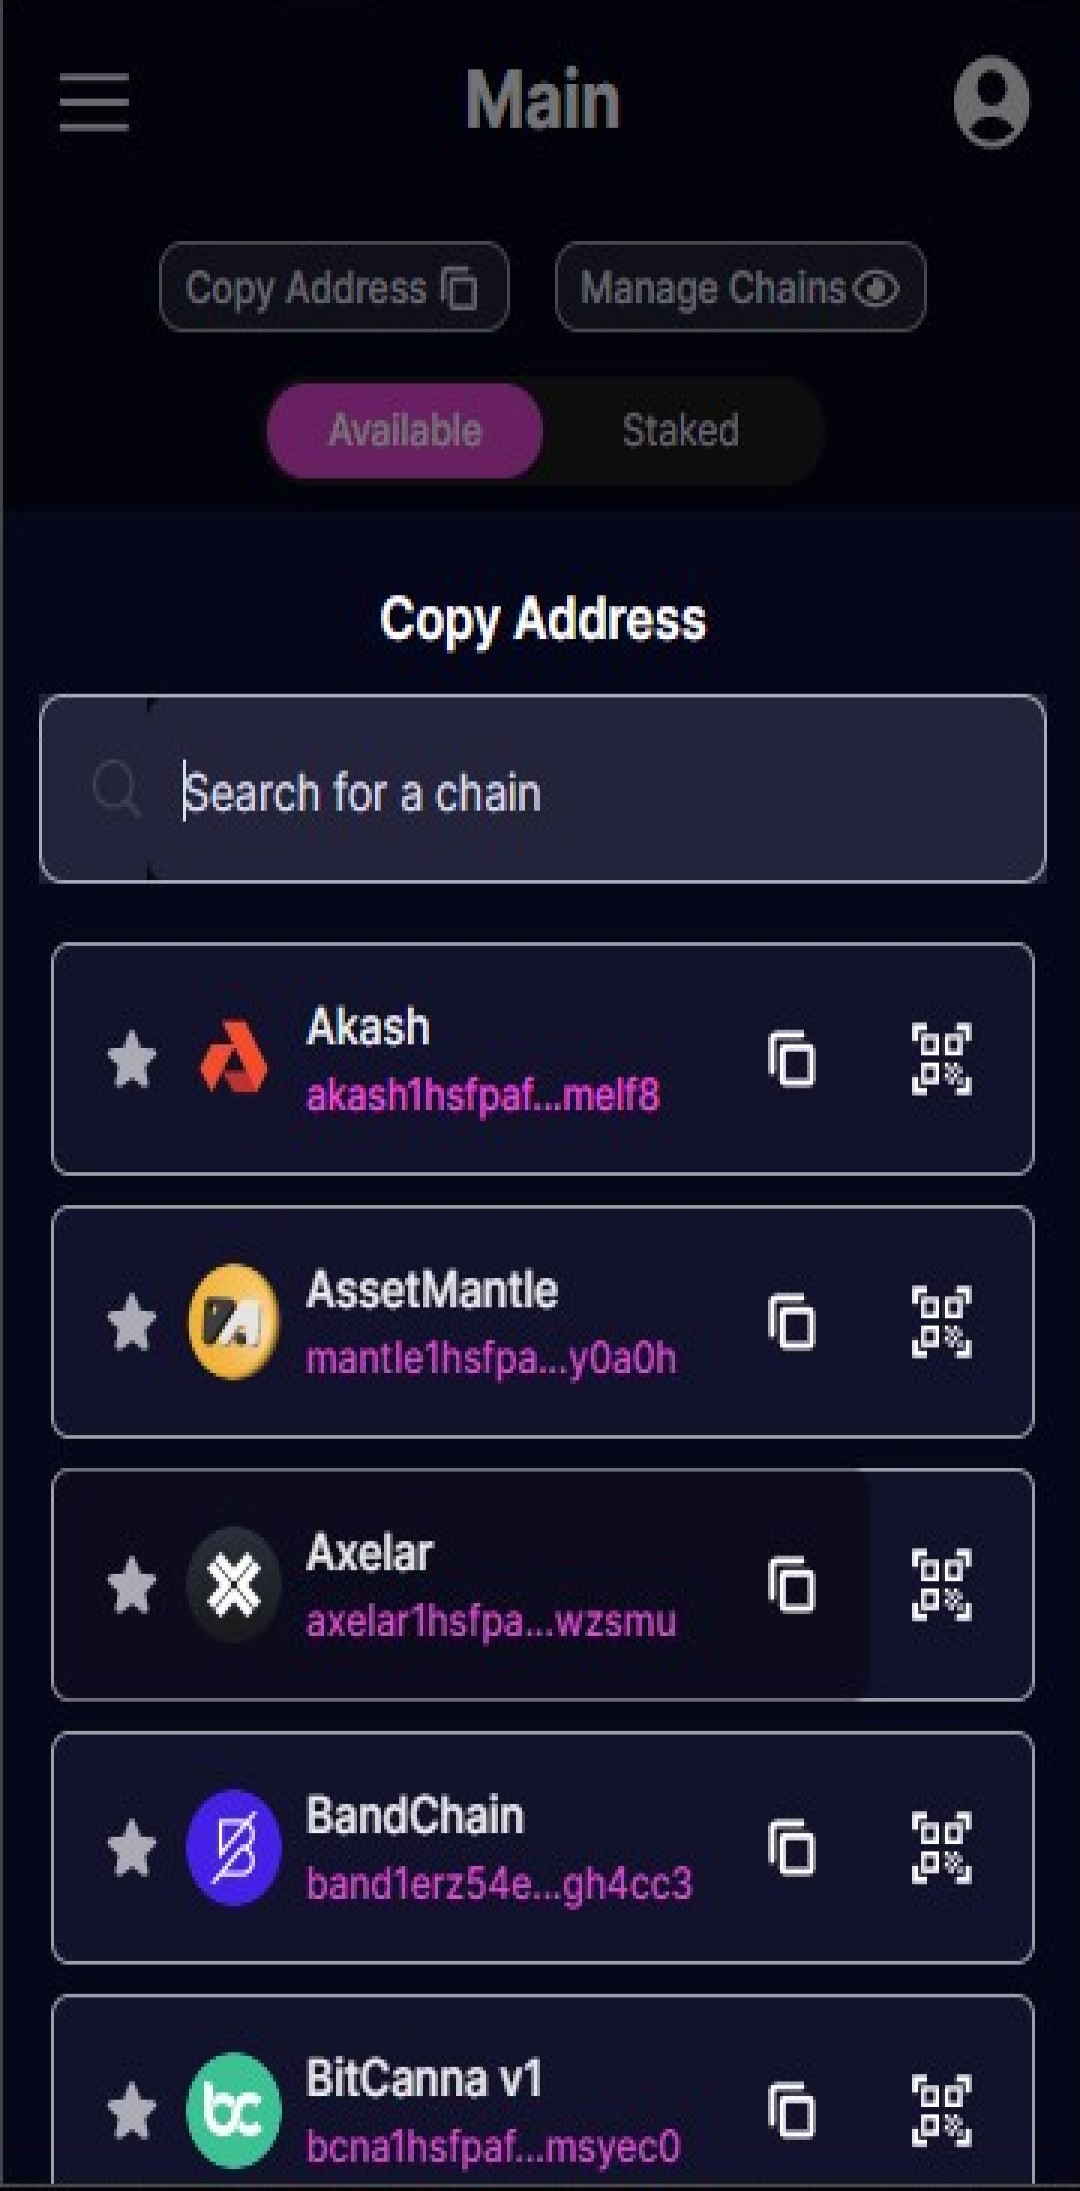 Main
Copy Address
Manage Chains
Available
Staked
Copy Address
Search for a chain
Akash
akash1hsfpaf...melf8
AssetMantle
mantle1hsfpa...y0a0h
Axelar
axelar1hsfpa...wzsmu
BandChain
band1erz54e...gh4cc3
bc
BitCanna v1
bcna1hsfpaf...msyec0